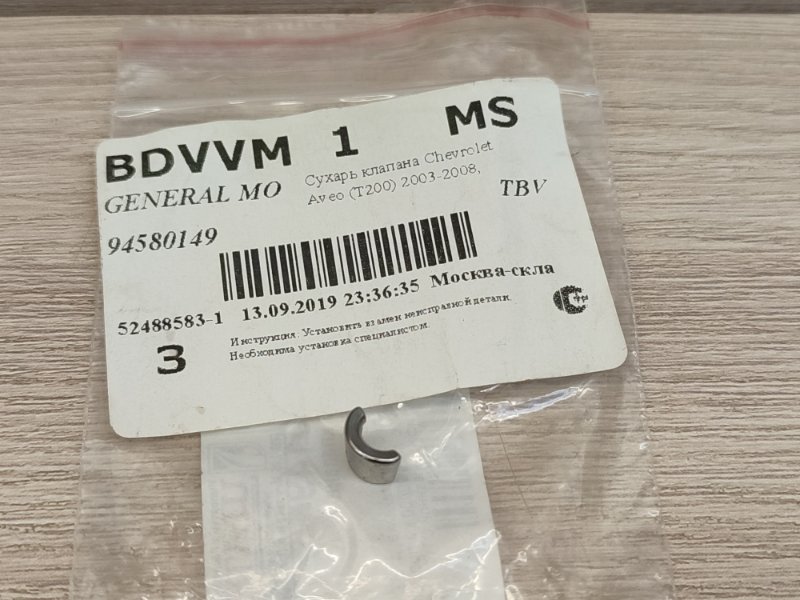 BDVVM 1 MS
GENERAL MO
Сухарь клапана Chevrolet
Aveo (T200) 2003-2008,
TBV
94580149
52488583-1 13.09.2019 23:36:35 Москва-скла
3
Инструкция: Установить взамен неисправной детали.
Необходима установка специалистом.